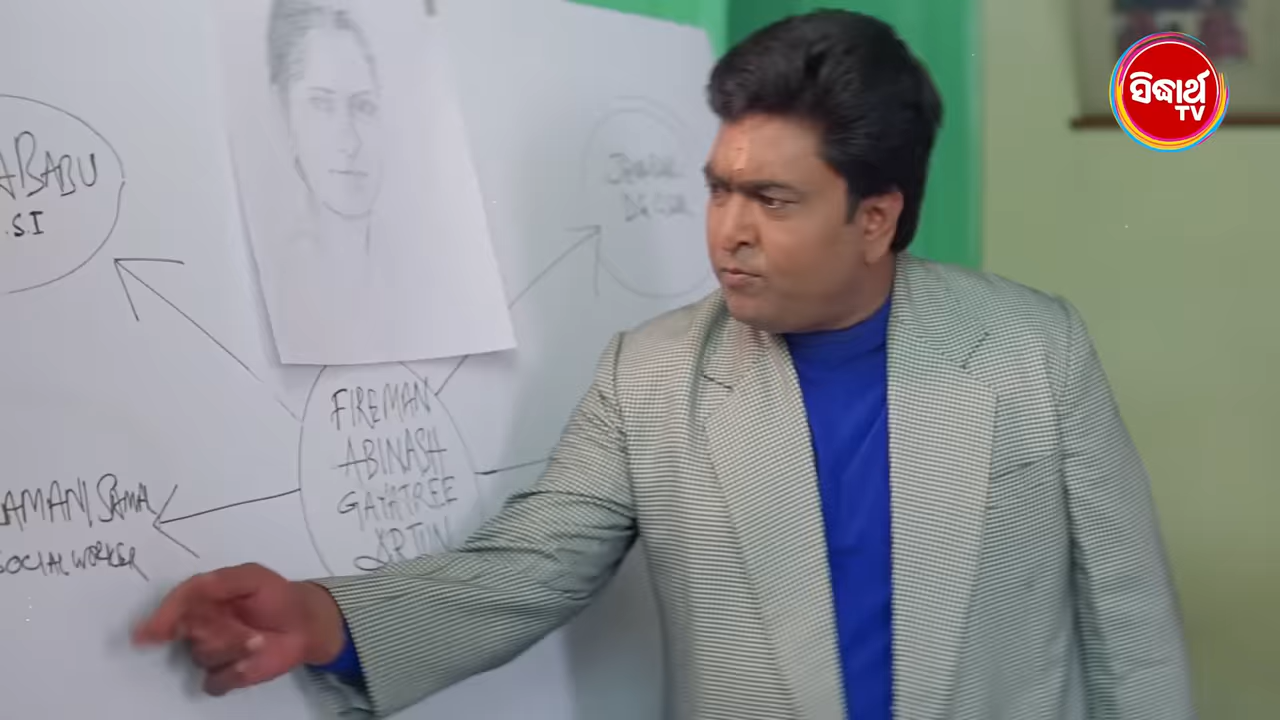 ସିଦ୍ଧାର୍ଥ
TV
ABABU
.S.I
FIREMAN
ABINASH
GAYATREE
AMANI SAMAL
SOCIAL WORKER